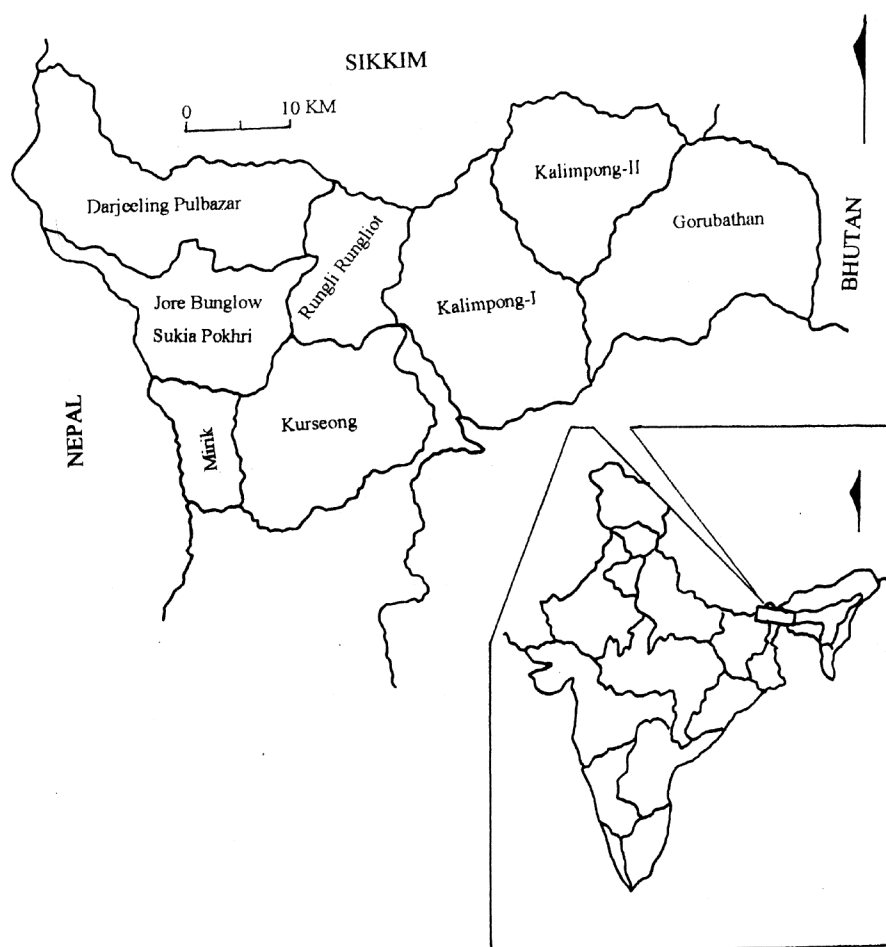 SIKKIM
0 10 KM
Kalimpong-II
Darjeeling Pulbazar
Gorubathan
BHUTAN
Rungli Rungliot
Jore Bunglow
Sukia Pokhri
Kalimpong-I
NEPAL
Mirik
Kurseong